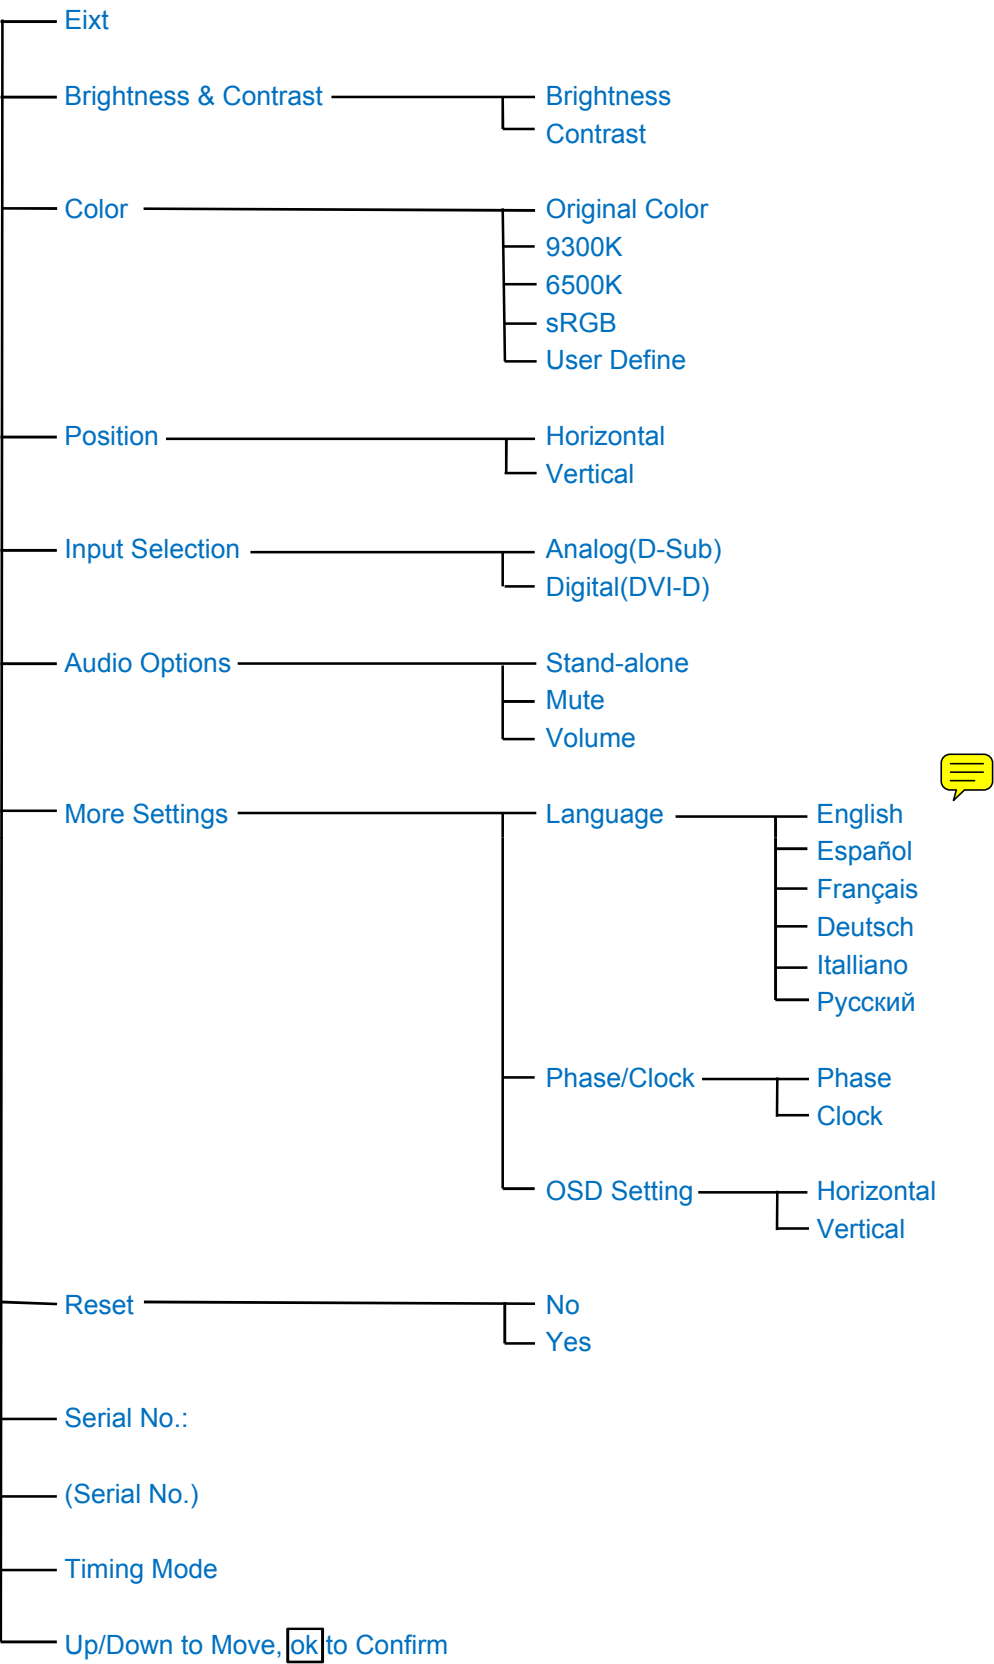 Eixt
Brightness & Contrast Brightness
Contrast
Color Original Color
9300K
6500K
sRGB
User Define
Position Horizontal
Vertical
Input Selection Analog(D-Sub)
Digital(DVI-D)
Audio Options Stand-alone
Mute
Volume
More Settings Language English
Español
Français
Deutsch
Italliano
Русский
Phase/Clock Phase
Clock
OSD Setting Horizontal
Vertical
Reset No
Yes
Serial No.:
(Serial No.)
Timing Mode
Up/Down to Move, ok to Confirm